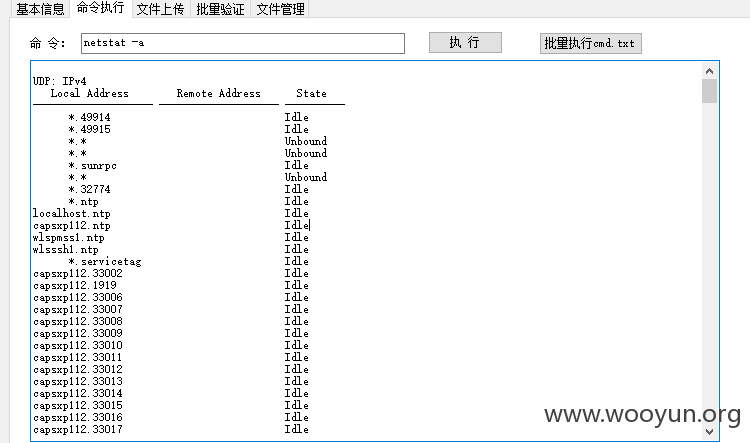 基本信息 命令执行 文件上传 批量验证 文件管理
命 令： netstat -a 执 行 批量执行cmd.txt
UDP: IPv4
Local Address Remote Address State
*.49914 Idle
*.49915 Idle
*.* Unbound
*.* Unbound
*.sunrpc Idle
*.* Unbound
*.32774 Idle
*.ntp Idle
localhost.ntp Idle
capsxp112.ntp Idle
wlspmss1.ntp Idle
wlsssh1.ntp Idle
*.servicetag Idle
capsxp112.33002 Idle
capsxp112.1919 Idle
capsxp112.33006 Idle
capsxp112.33007 Idle
capsxp112.33008 Idle
capsxp112.33009 Idle
capsxp112.33010 Idle
capsxp112.33011 Idle
capsxp112.33012 Idle
capsxp112.33013 Idle
capsxp112.33014 Idle
capsxp112.33015 Idle
capsxp112.33016 Idle
capsxp112.33017 Idle
www.wooyun.org